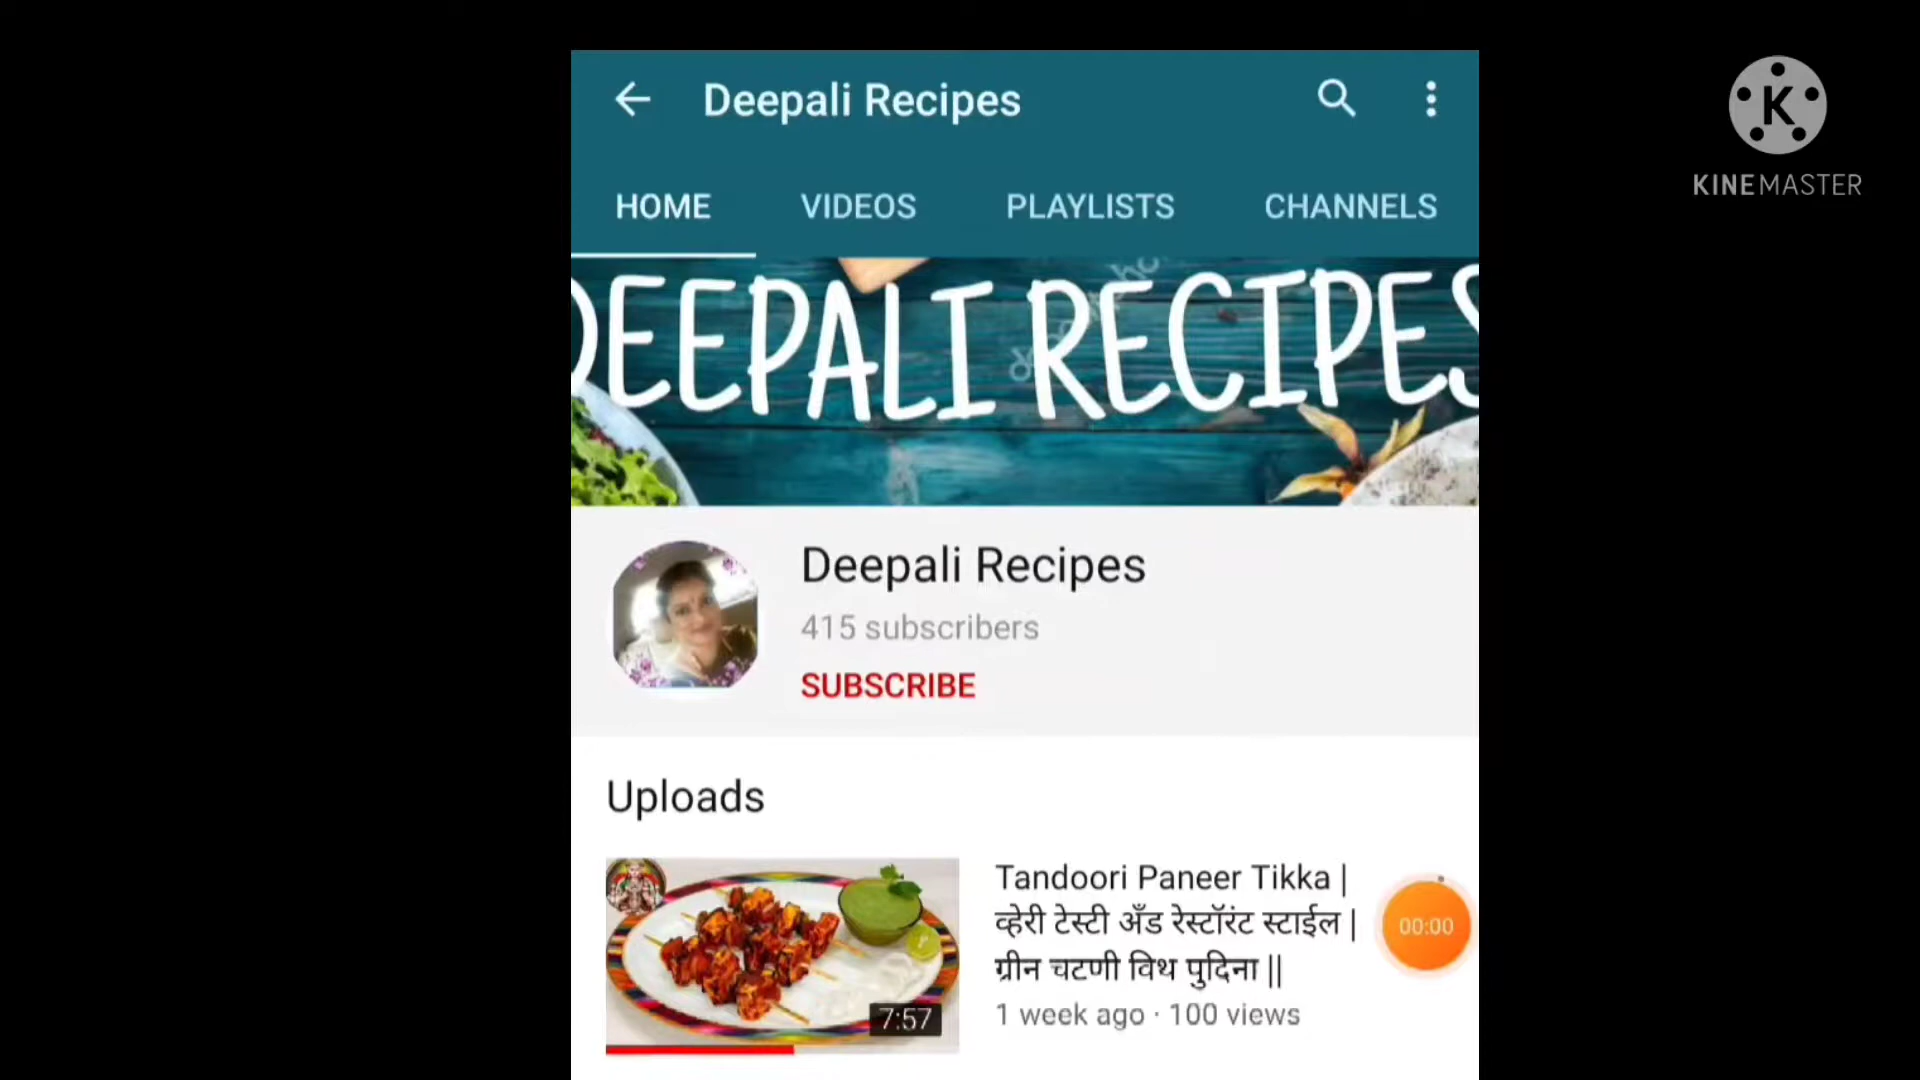 Deepali Recipes
K
KINEMASTER
HOME VIDEOS PLAYLISTS CHANNELS
DEEPALI RECIPES
Deepali Recipes
415 subscribers
SUBSCRIBE
Uploads
Tandoori Paneer Tikka |
व्हेरी टेस्टी अँड रेस्टॉरंट स्टाईल |
ग्रीन चटणी विथ पुदिना ||
1 week ago · 100 views
7:57
00:00